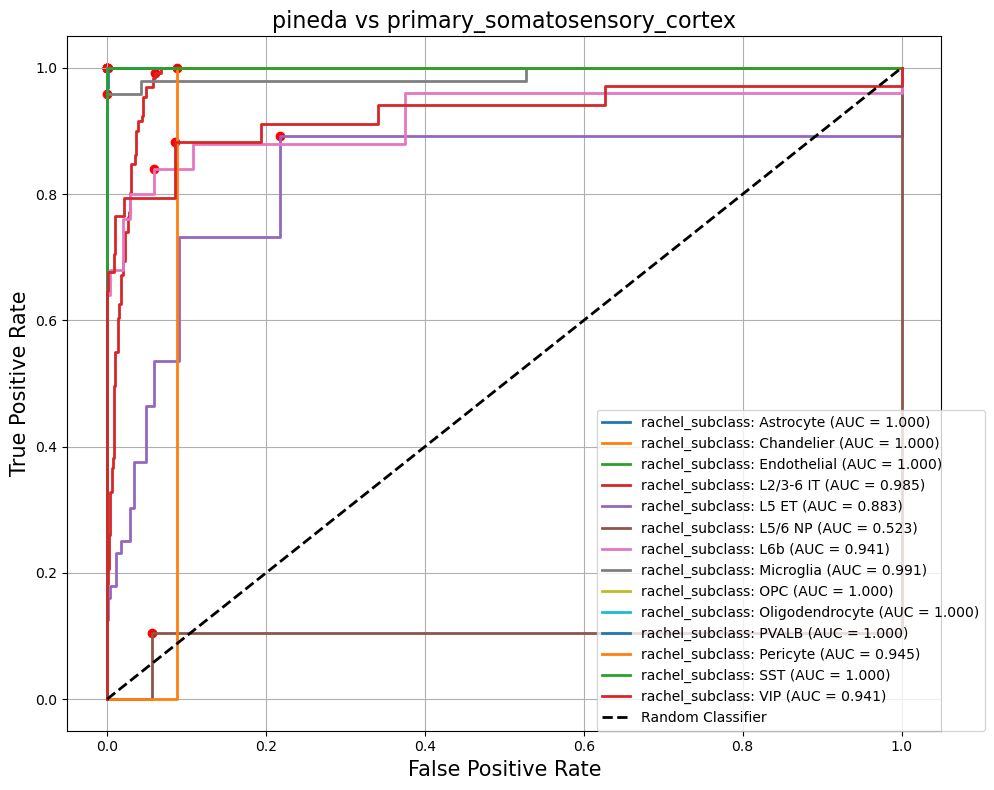 pineda vs primary_somatosensory_cortex
True Positive Rate
1.0
0.8
0.6
0.4
0.2
0.0
rachel_subclass: Astrocyte (AUC = 1.000)
rachel_subclass: Chandelier (AUC = 1.000)
rachel_subclass: Endothelial (AUC = 1.000)
rachel_subclass: L2/3-6 IT (AUC = 0.985)
rachel_subclass: L5 ET (AUC = 0.883)
rachel_subclass: L5/6 NP (AUC = 0.523)
rachel_subclass: L6b (AUC = 0.941)
rachel_subclass: Microglia (AUC = 0.991)
rachel_subclass: OPC (AUC = 1.000)
rachel_subclass: Oligodendrocyte (AUC = 1.000)
rachel_subclass: PVALB (AUC = 1.000)
rachel_subclass: Pericyte (AUC = 0.945)
rachel_subclass: SST (AUC = 1.000)
rachel_subclass: VIP (AUC = 0.941)
Random Classifier
0.0 0.2 0.4 0.6 0.8 1.0
False Positive Rate